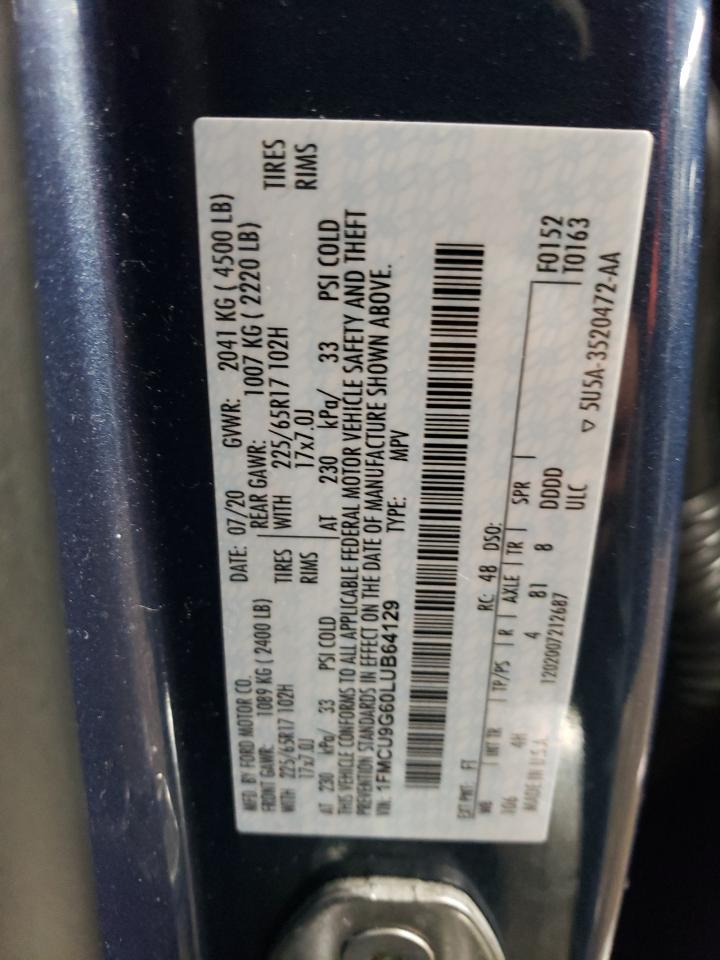 MFD. BY FORD MOTOR CO.
DATE: 07/20 GVWR: 2041 KG ( 4500 LB)
FRONT GAWR: 1089 KG ( 2400 LB) REAR GAWR: 1007 KG ( 2220 LB)
WITH 225/65R17 102H TIRES WITH 225/65R17 102H TIRES
17x7.0J RIMS 17x7.0J RIMS
AT 230 kPa/ 33 PSI COLD AT 230 kPa/ 33 PSI COLD
THIS VEHICLE CONFORMS TO ALL APPLICABLE FEDERAL MOTOR VEHICLE SAFETY AND THEFT
PREVENTION STANDARDS IN EFFECT ON THE DATE OF MANUFACTURE SHOWN ABOVE.
VIN: 1FMCU9G60LUB64129 TYPE: MPV
EXT PNT: FT RC: 48 DSO:
WB INT TR TP/PS R AXLE TR SPR F0152
106 4H 4 81 8 DDDD T0163
MADE IN U.S.A. 1202007212687 ULC
▽ 5U5A-3520472-AA